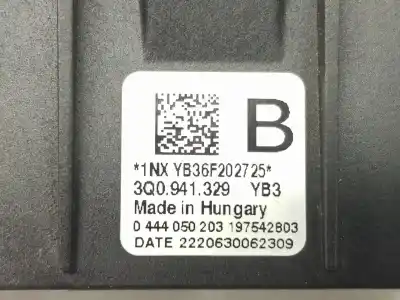 B
*1NX YB36F202725*
3Q0.941.329 YB3
Made in Hungary
0 444 050 203 197542803
DATE 2220630062309